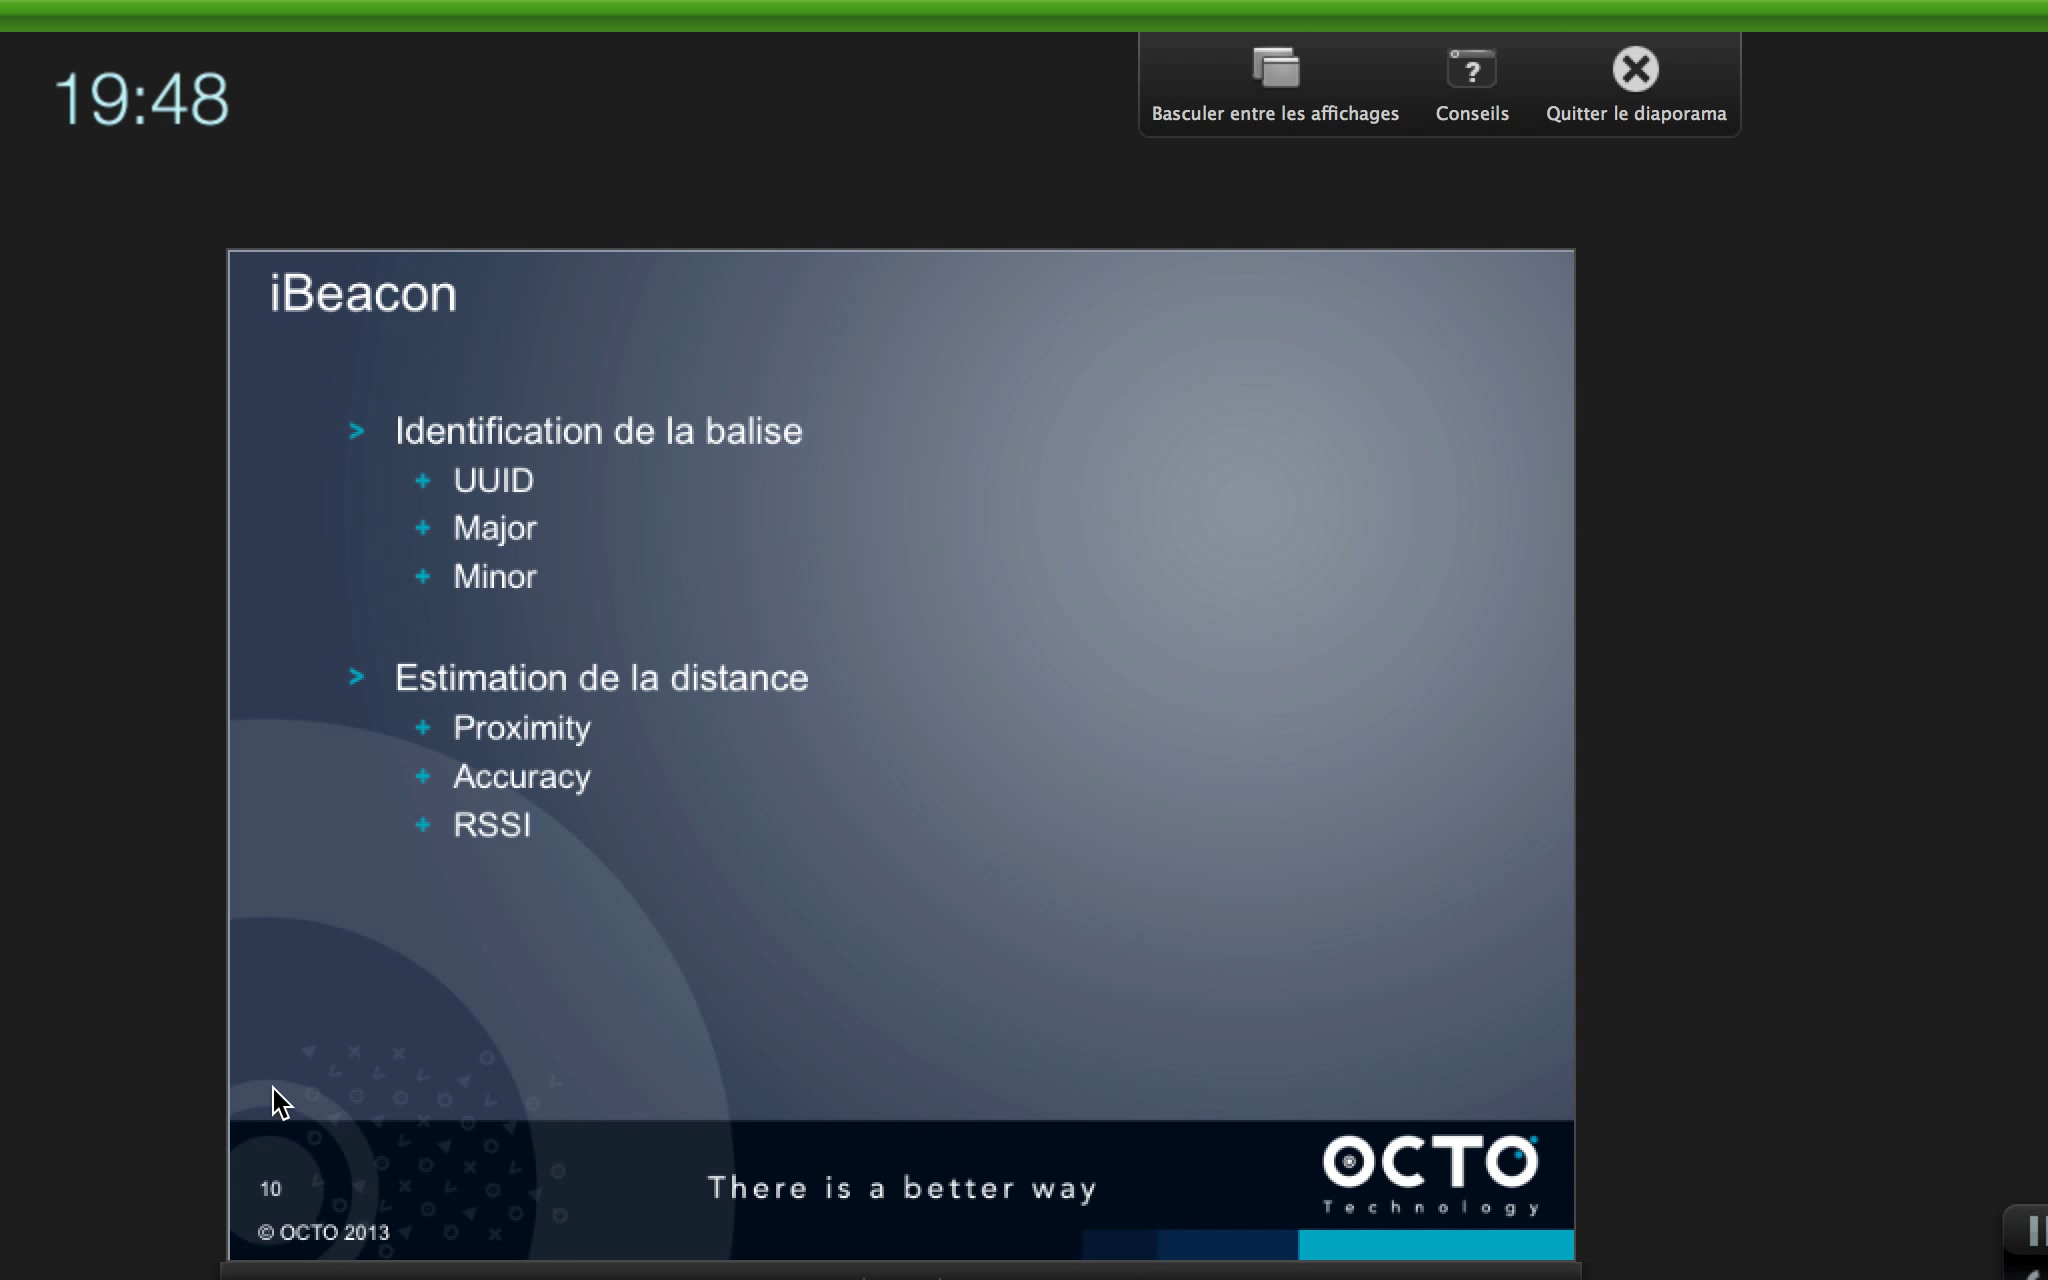 19:48
Basculer entre les affichages
Conseils
Quitter le diaporama
iBeacon
> Identification de la balise
+ UUID
+ Major
+ Minor
> Estimation de la distance
+ Proximity
+ Accuracy
+ RSSI
10
There is a better way
OCTO
Technology
© OCTO 2013